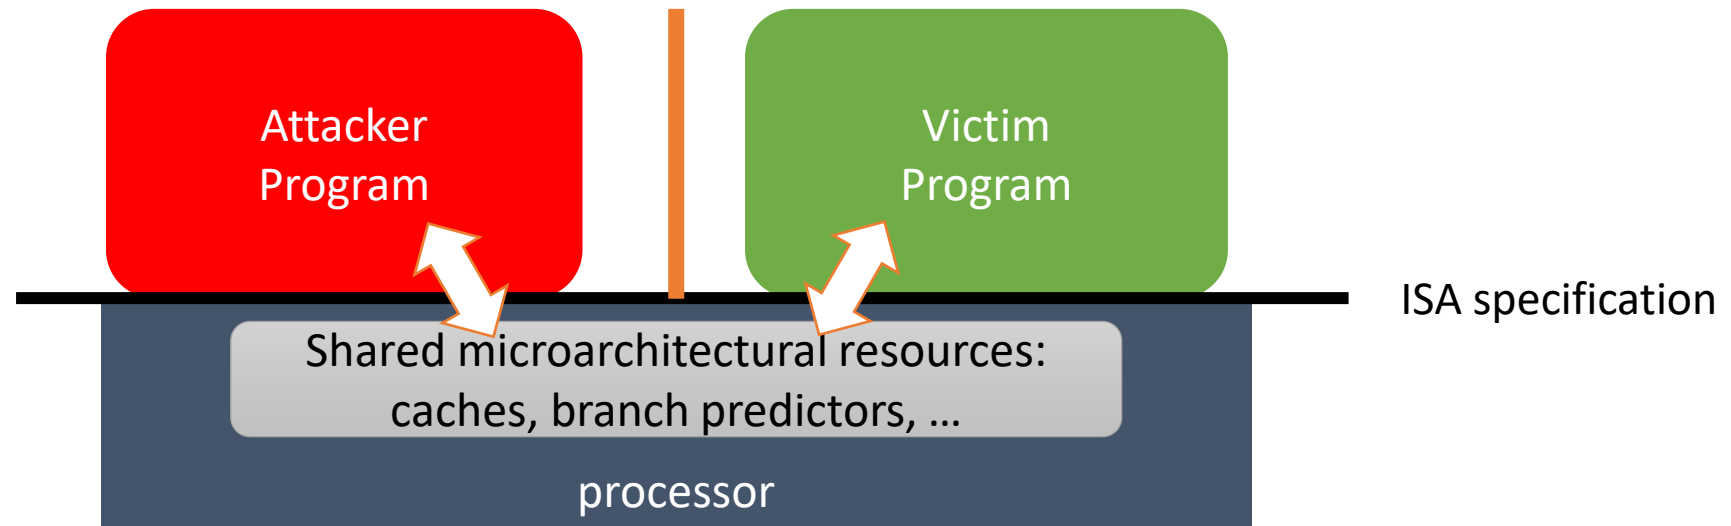 Attacker
Program
Victim
Program
ISA specification
Shared microarchitectural resources:
caches, branch predictors, …
processor